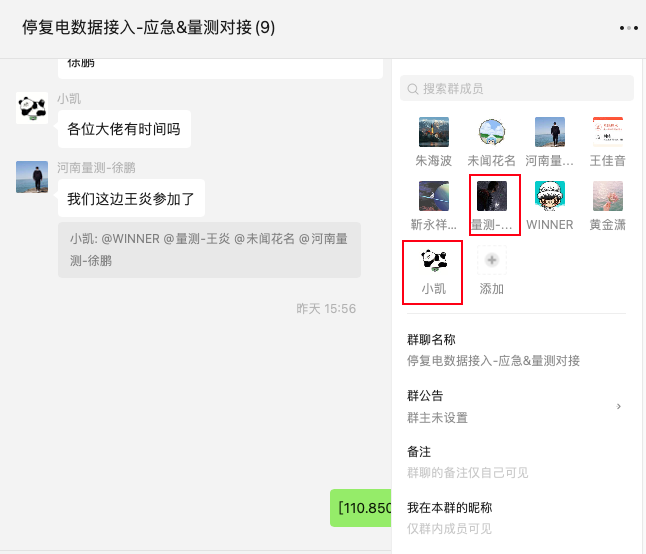 停复电数据接入-应急&量测对接(9)
徐鹏
小凯
各位大佬有时间吗
河南量测-徐鹏
我们这边王炎参加了
小凯: @WINNER @量测-王炎 @未闻花名 @河南量
测-徐鹏
昨天 15:56
[110.850
搜索群成员
朱海波 未闻花名 河南量... 王佳音
靳永祥... 量测-... WINNER 黄金潇
小凯 添加
群聊名称
停复电数据接入-应急&量测对接
群公告
群主未设置
备注
群聊的备注仅自己可见
我在本群的昵称
仅群内成员可见